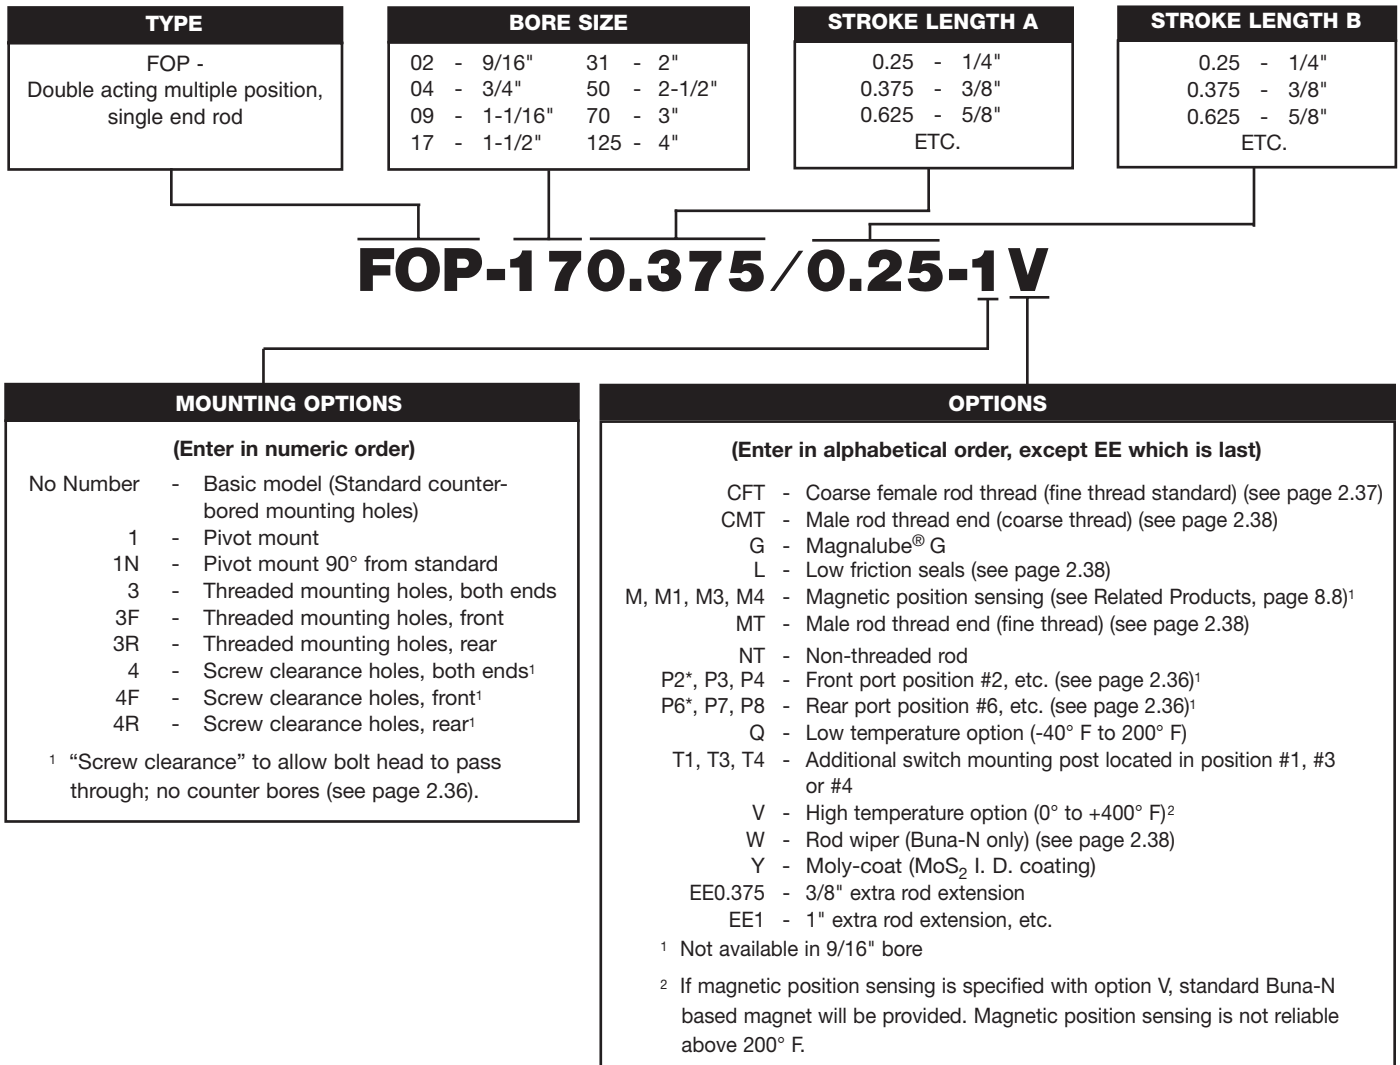 TYPE
FOP -
Double acting multiple position,
single end rod
BORE SIZE
02 - 9/16" 31 - 2"
04 - 3/4" 50 - 2-1/2"
09 - 1-1/16" 70 - 3"
17 - 1-1/2" 125 - 4"
STROKE LENGTH A
0.25 - 1/4"
0.375 - 3/8"
0.625 - 5/8"
ETC.
STROKE LENGTH B
0.25 - 1/4"
0.375 - 3/8"
0.625 - 5/8"
ETC.
FOP-170.375/0.25-1V
MOUNTING OPTIONS
(Enter in numeric order)
No Number - Basic model (Standard counter-
bored mounting holes)
1 - Pivot mount
1N - Pivot mount 90° from standard
3 - Threaded mounting holes, both ends
3F - Threaded mounting holes, front
3R - Threaded mounting holes, rear
4 - Screw clearance holes, both ends¹
4F - Screw clearance holes, front¹
4R - Screw clearance holes, rear¹
¹ “Screw clearance” to allow bolt head to pass
through; no counter bores (see page 2.36).
OPTIONS
(Enter in alphabetical order, except EE which is last)
CFT - Coarse female rod thread (fine thread standard) (see page 2.37)
CMT - Male rod thread end (coarse thread) (see page 2.38)
G - Magnalube® G
L - Low friction seals (see page 2.38)
M, M1, M3, M4 - Magnetic position sensing (see Related Products, page 8.8)¹
MT - Male rod thread end (fine thread) (see page 2.38)
NT - Non-threaded rod
P2*, P3, P4 - Front port position #2, etc. (see page 2.36)¹
P6*, P7, P8 - Rear port position #6, etc. (see page 2.36)¹
Q - Low temperature option (-40° F to 200° F)
T1, T3, T4 - Additional switch mounting post located in position #1, #3
or #4
V - High temperature option (0° to +400° F)²
W - Rod wiper (Buna-N only) (see page 2.38)
Y - Moly-coat (MoS₂ I. D. coating)
EE0.375 - 3/8" extra rod extension
EE1 - 1" extra rod extension, etc.
¹ Not available in 9/16" bore
² If magnetic position sensing is specified with option V, standard Buna-N
based magnet will be provided. Magnetic position sensing is not reliable
above 200° F.